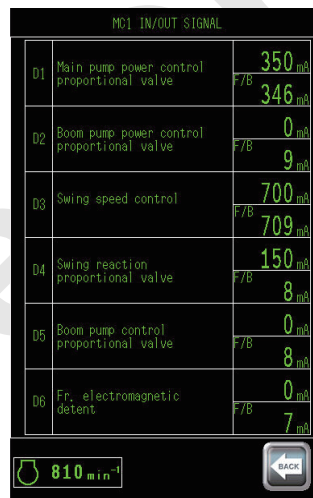 MC1 IN/OUT SIGNAL
D1 Main pump power control proportional valve 350 mA
F/B 346 mA
D2 Boom pump power control proportional valve 0 mA
F/B 9 mA
D3 Swing speed control 700 mA
F/B 709 mA
D4 Swing reaction proportional valve 150 mA
F/B 8 mA
D5 Boom pump control proportional valve 0 mA
F/B 8 mA
D6 Fr. electromagnetic detent 0 mA
F/B 7 mA
810 min⁻¹
BACK